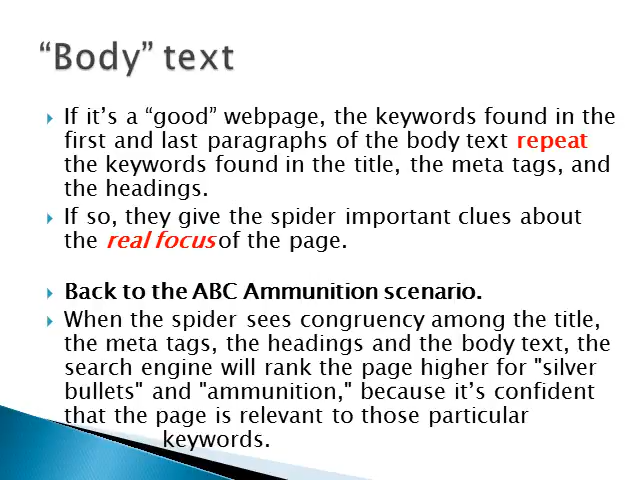 “Body” text
If it’s a “good” webpage, the keywords found in the
first and last paragraphs of the body text repeat
the keywords found in the title, the meta tags, and
the headings.
If so, they give the spider important clues about
the real focus of the page.
Back to the ABC Ammunition scenario.
When the spider sees congruency among the title,
the meta tags, the headings and the body text, the
search engine will rank the page higher for "silver
bullets" and "ammunition," because it’s confident
that the page is relevant to those particular
keywords.